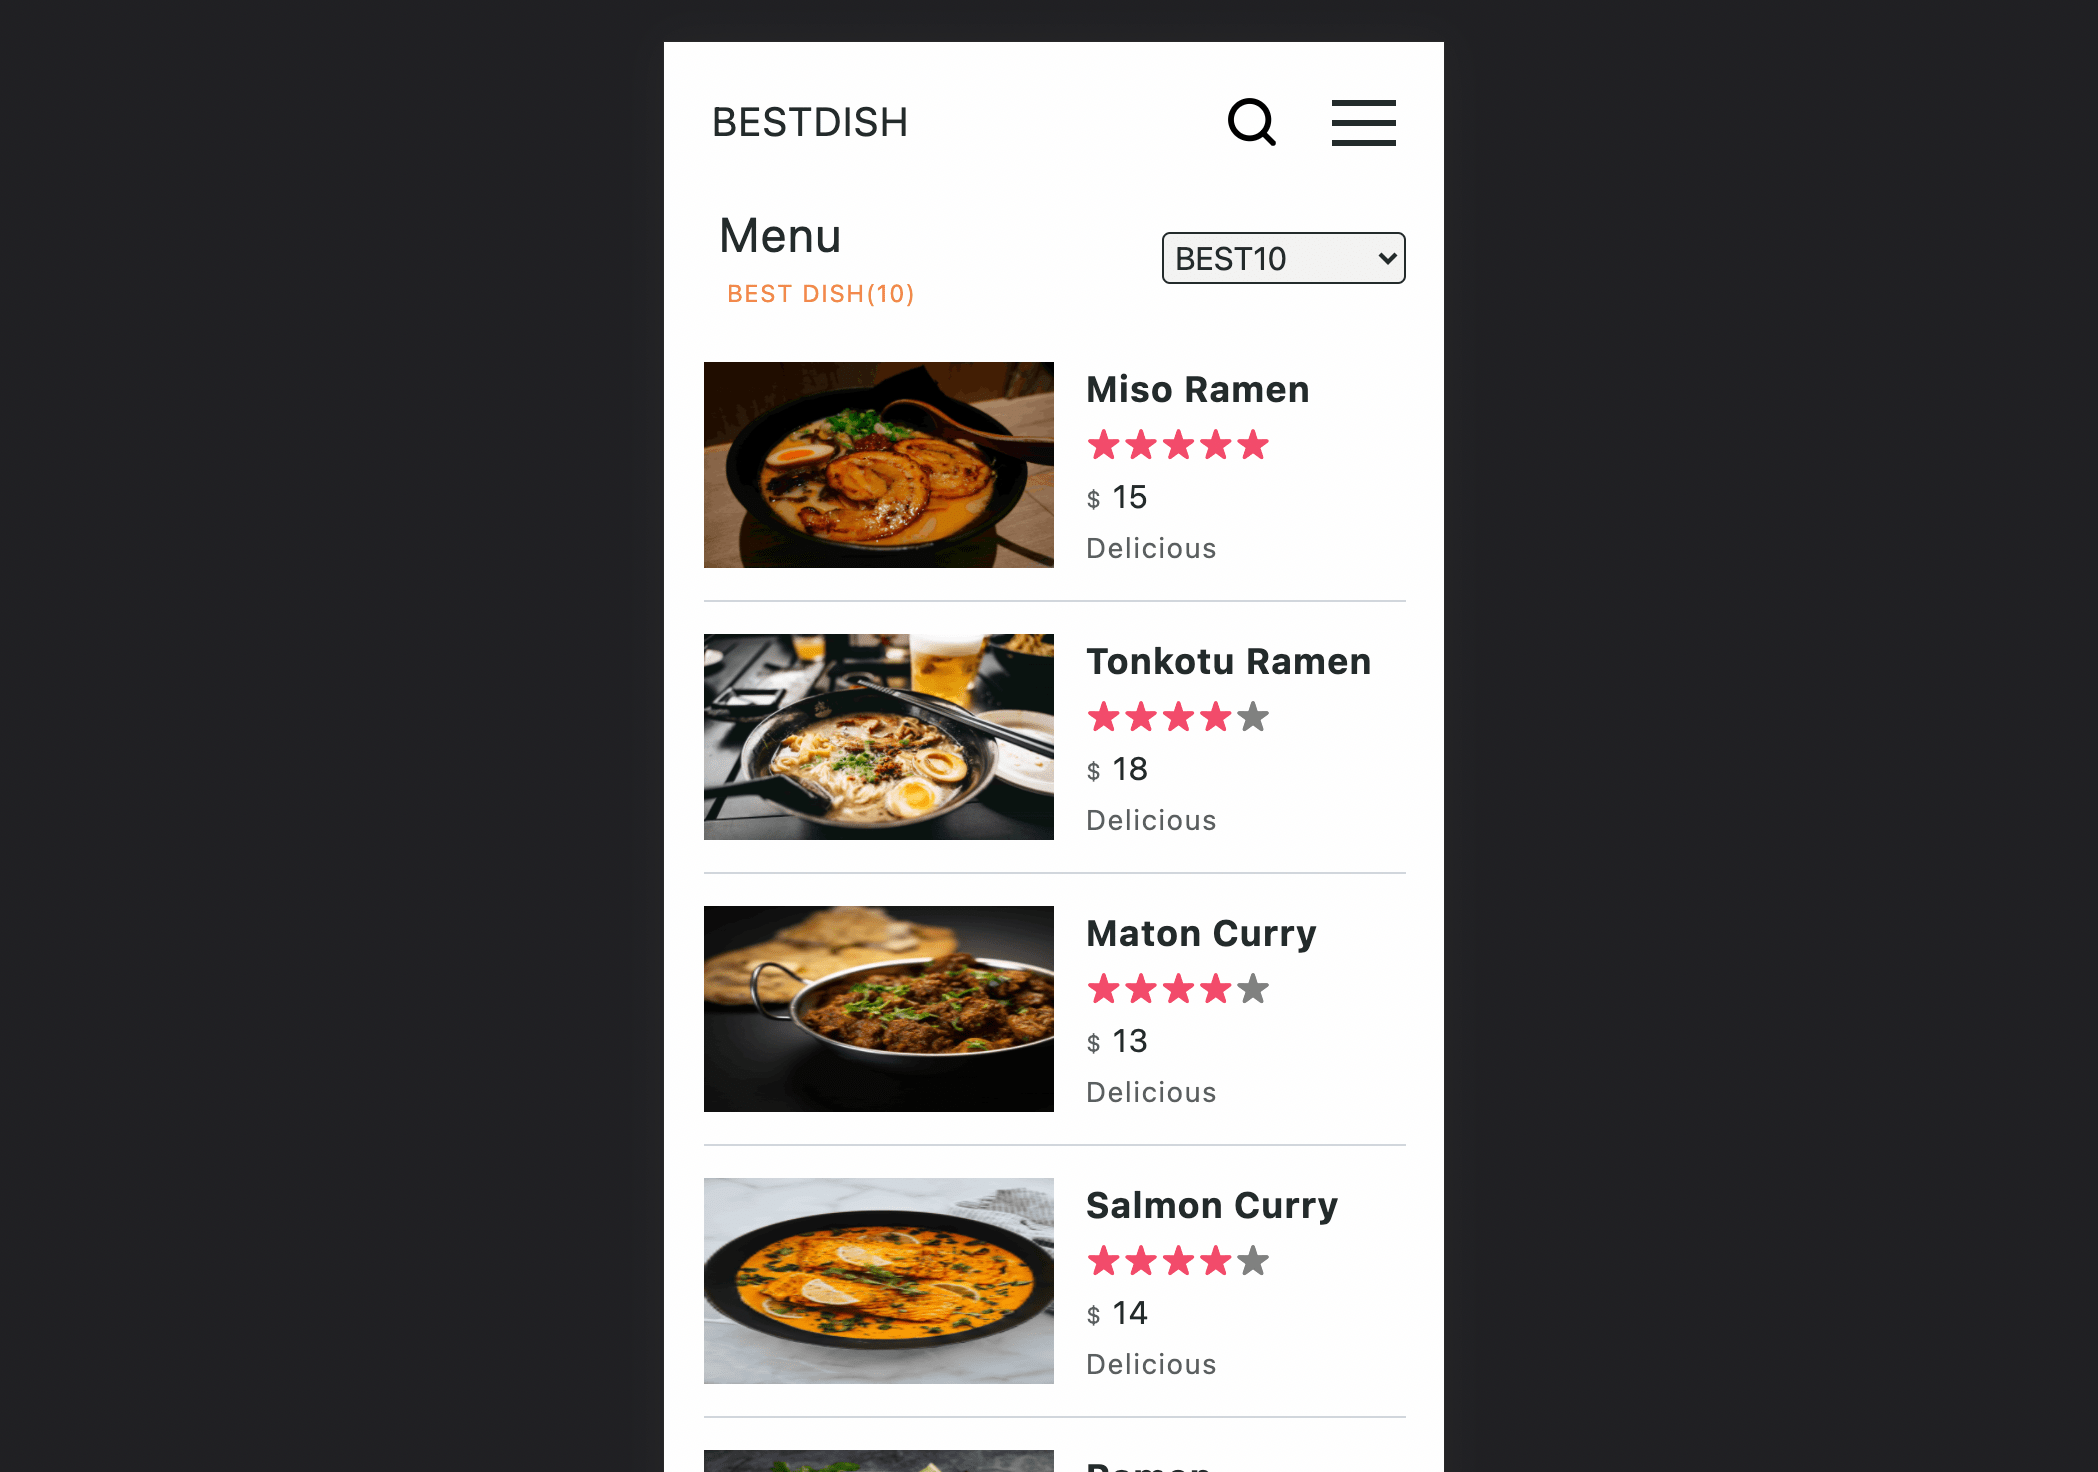 BESTDISH
Menu
BEST10
BEST DISH(10)
Miso Ramen
$ 15
Delicious
Tonkotu Ramen
$ 18
Delicious
Maton Curry
$ 13
Delicious
Salmon Curry
$ 14
Delicious
Ramen